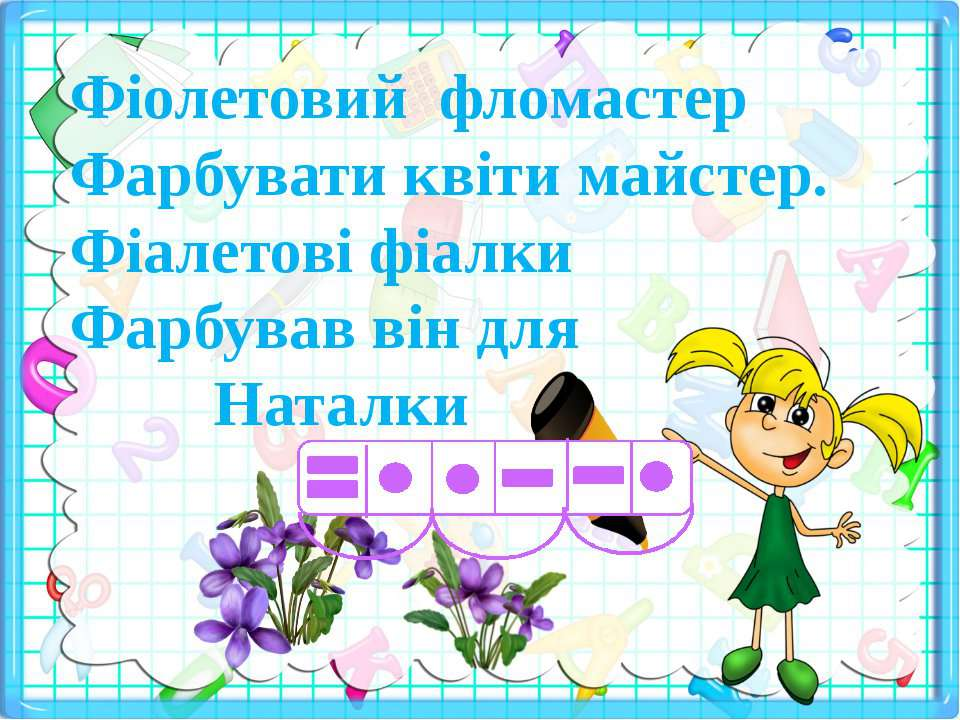 Фіолетовий фломастер
Фарбувати квіти майстер.
Фіалетові фіалки
Фарбував він для
Наталки